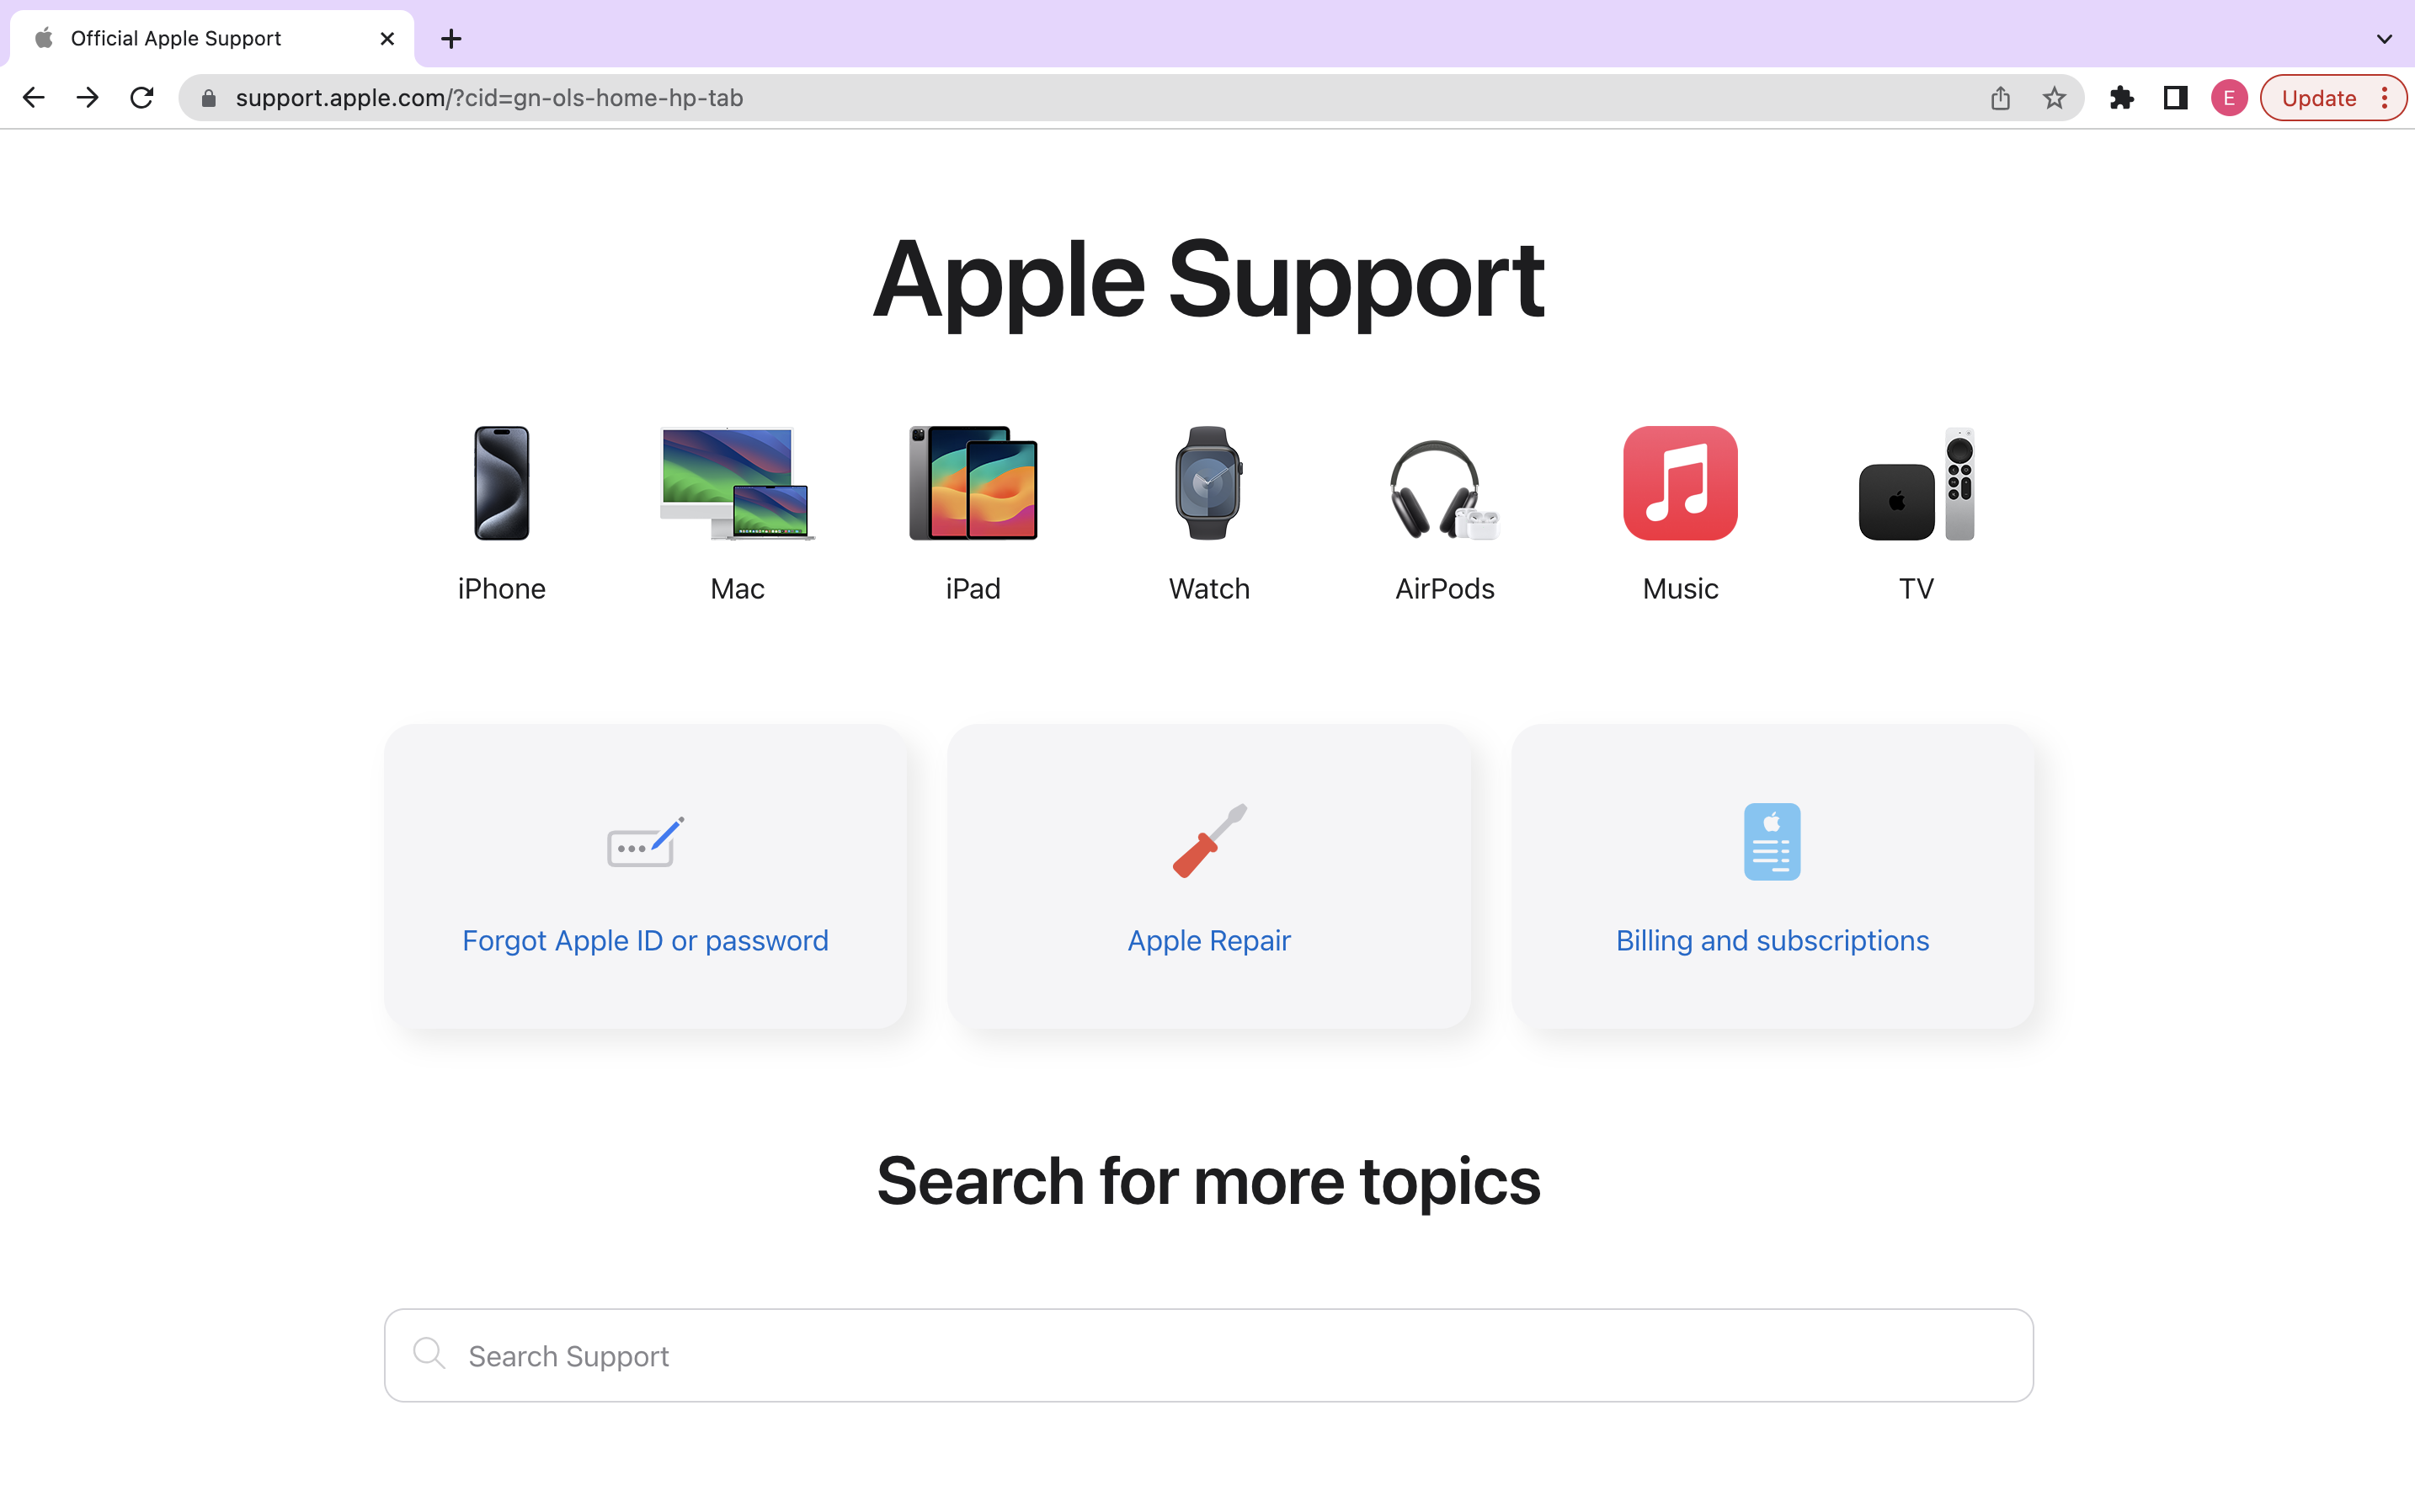 Official Apple Support
support.apple.com/?cid=gn-ols-home-hp-tab
E
Update
Apple Support
iPhone
Mac
iPad
Watch
AirPods
Music
TV
Forgot Apple ID or password
Apple Repair
Billing and subscriptions
Search for more topics
Search Support